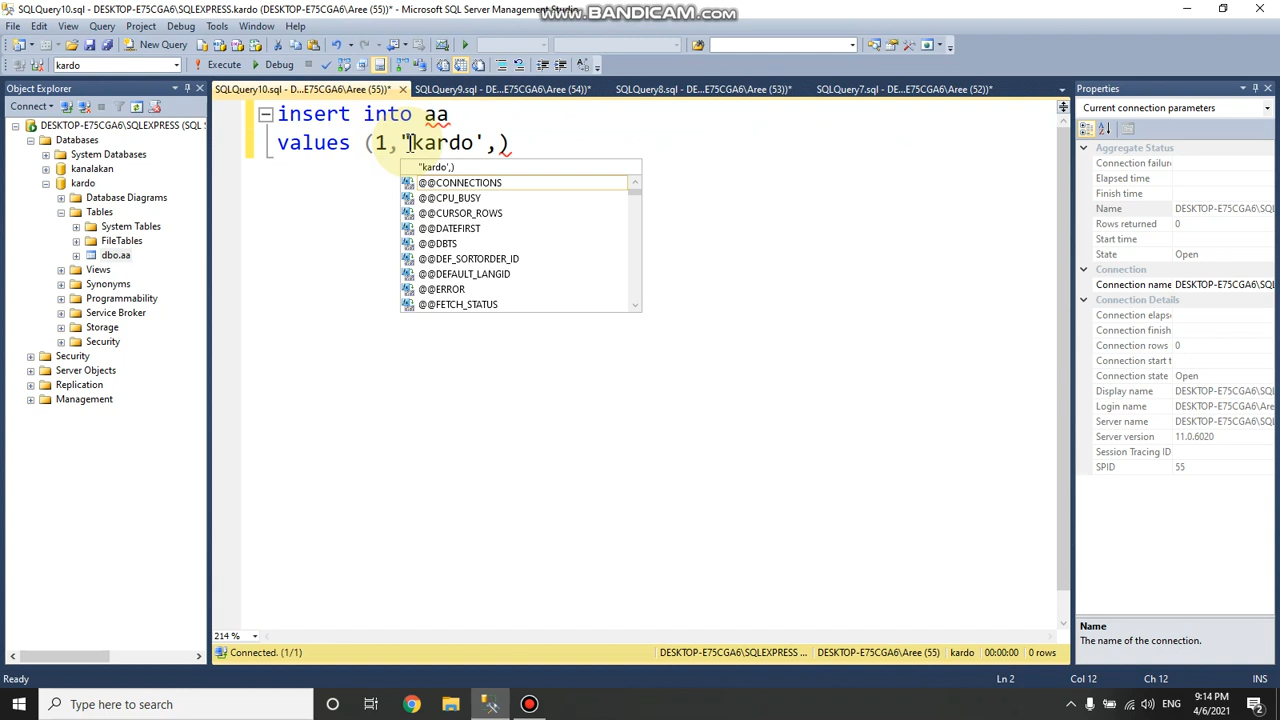 SQLQuery10.sql - DESKTOP-E75CGA6\SQLEXPRESS.kardo (DESKTOP-E75CGA6\Aree (55))* - Microsoft SQL Server Management Studio
www.BANDICAM.com
File Edit View Query Project Debug Tools Window Help
New Query
kardo Execute Debug
Object Explorer
Connect
DESKTOP-E75CGA6\SQLEXPRESS (SQL S
Databases
System Databases
kanalakan
kardo
Database Diagrams
Tables
System Tables
FileTables
dbo.aa
Views
Synonyms
Programmability
Service Broker
Storage
Security
Security
Server Objects
Replication
Management
SQLQuery10.sql - D...E75CGA6\Aree (55))* SQLQuery9.sql - D...E75CGA6\Aree (54))* SQLQuery8.sql - D...E75CGA6\Aree (53))* SQLQuery7.sql - D...E75CGA6\Aree (52))*
insert into aa
values (1,"kardo',)
"kardo',)
@@CONNECTIONS
@@CPU_BUSY
@@CURSOR_ROWS
@@DATEFIRST
@@DBTS
@@DEF_SORTORDER_ID
@@DEFAULT_LANGID
@@ERROR
@@FETCH_STATUS
214 %
Connected. (1/1) DESKTOP-E75CGA6\SQLEXPRESS ... DESKTOP-E75CGA6\Aree (55) kardo 00:00:00 0 rows
Properties
Current connection parameters
Aggregate Status
Connection failure
Elapsed time
Finish time
Name DESKTOP-E75CGA6\SQ
Rows returned 0
Start time
State Open
Connection
Connection name DESKTOP-E75CGA6\SQ
Connection Details
Connection elapse
Connection finish
Connection rows 0
Connection start t
Connection state Open
Display name DESKTOP-E75CGA6\SQ
Login name DESKTOP-E75CGA6\Are
Server name DESKTOP-E75CGA6\SQ
Server version 11.0.6020
Session Tracing ID
SPID 55
Name
The name of the connection.
Ready Ln 2 Col 12 Ch 12 INS
Type here to search
ENG
9:14 PM
4/6/2021
2